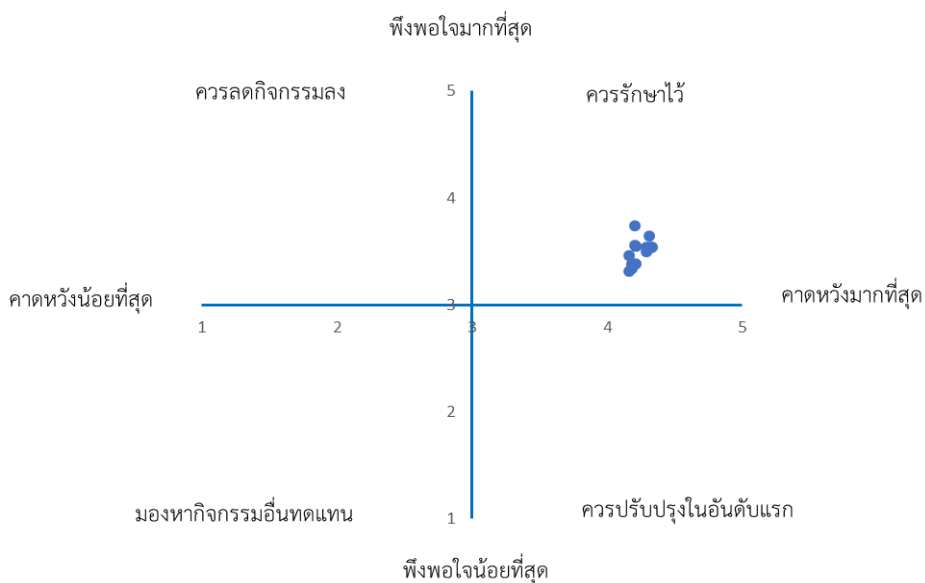 พึงพอใจมากที่สุด
ควรลดกิจกรรมลง
5
ควรรักษาไว้
4
คาดหวังน้อยที่สุด
3
คาดหวังมากที่สุด
1
2
3
4
5
2
มองหากิจกรรมอื่นทดแทน
1
ควรปรับปรุงในอันดับแรก
พึงพอใจน้อยที่สุด